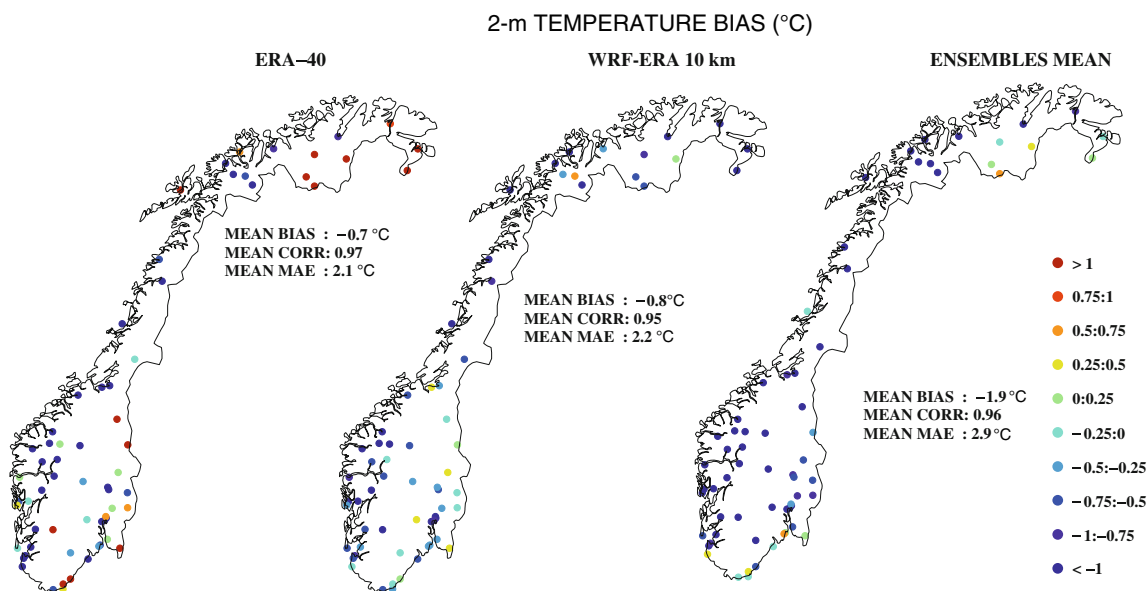 2-m TEMPERATURE BIAS (°C)
ERA−40
WRF-ERA 10 km
ENSEMBLES MEAN
MEAN BIAS : −0.7 °C
MEAN CORR: 0.97
MEAN MAE : 2.1 °C
MEAN BIAS : −0.8°C
MEAN CORR: 0.95
MEAN MAE : 2.2 °C
MEAN BIAS : −1.9°C
MEAN CORR: 0.96
MEAN MAE : 2.9°C
> 1
0.75:1
0.5:0.75
0.25:0.5
0:0.25
−0.25:0
−0.5:−0.25
−0.75:−0.5
−1:−0.75
< −1